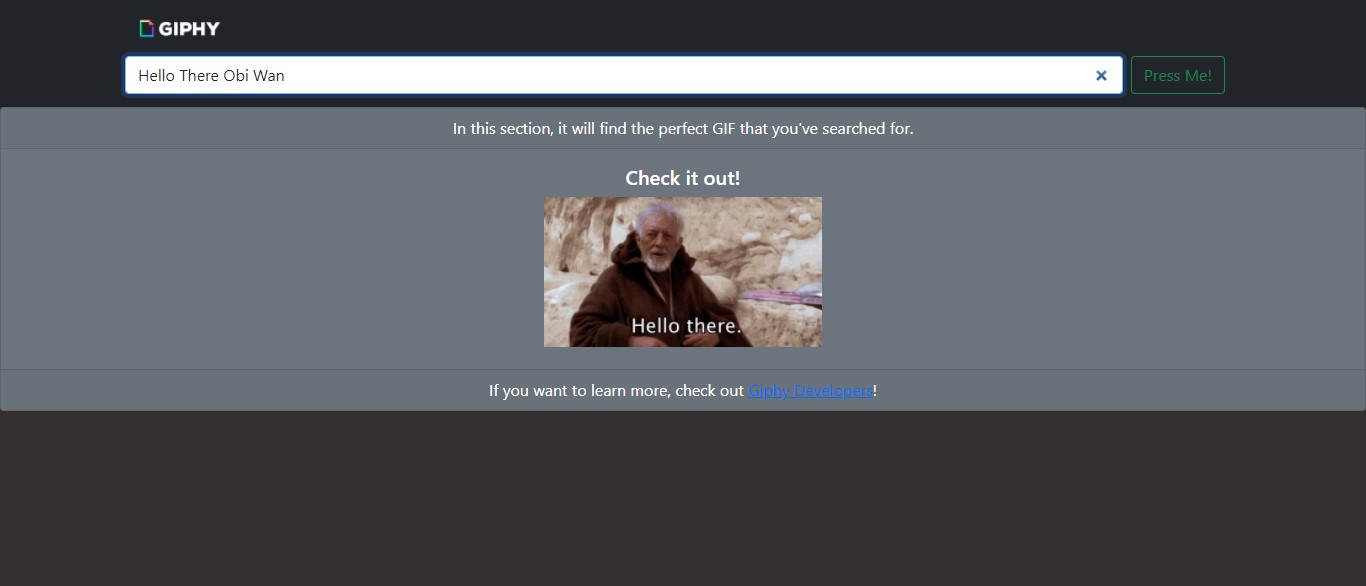 GIPHY
Hello There Obi Wan
Press Me!
In this section, it will find the perfect GIF that you've searched for.
Check it out!
Hello there.
If you want to learn more, check out Giphy Developers!